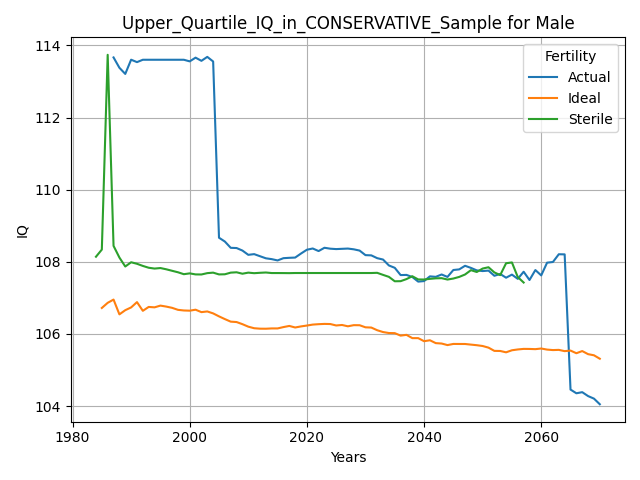 Upper_Quartile_IQ_in_CONSERVATIVE_Sample for Male
114
112
110
108
106
104
IQ
Fertility
Actual
Ideal
Sterile
1980
2000
2020
2040
2060
Years